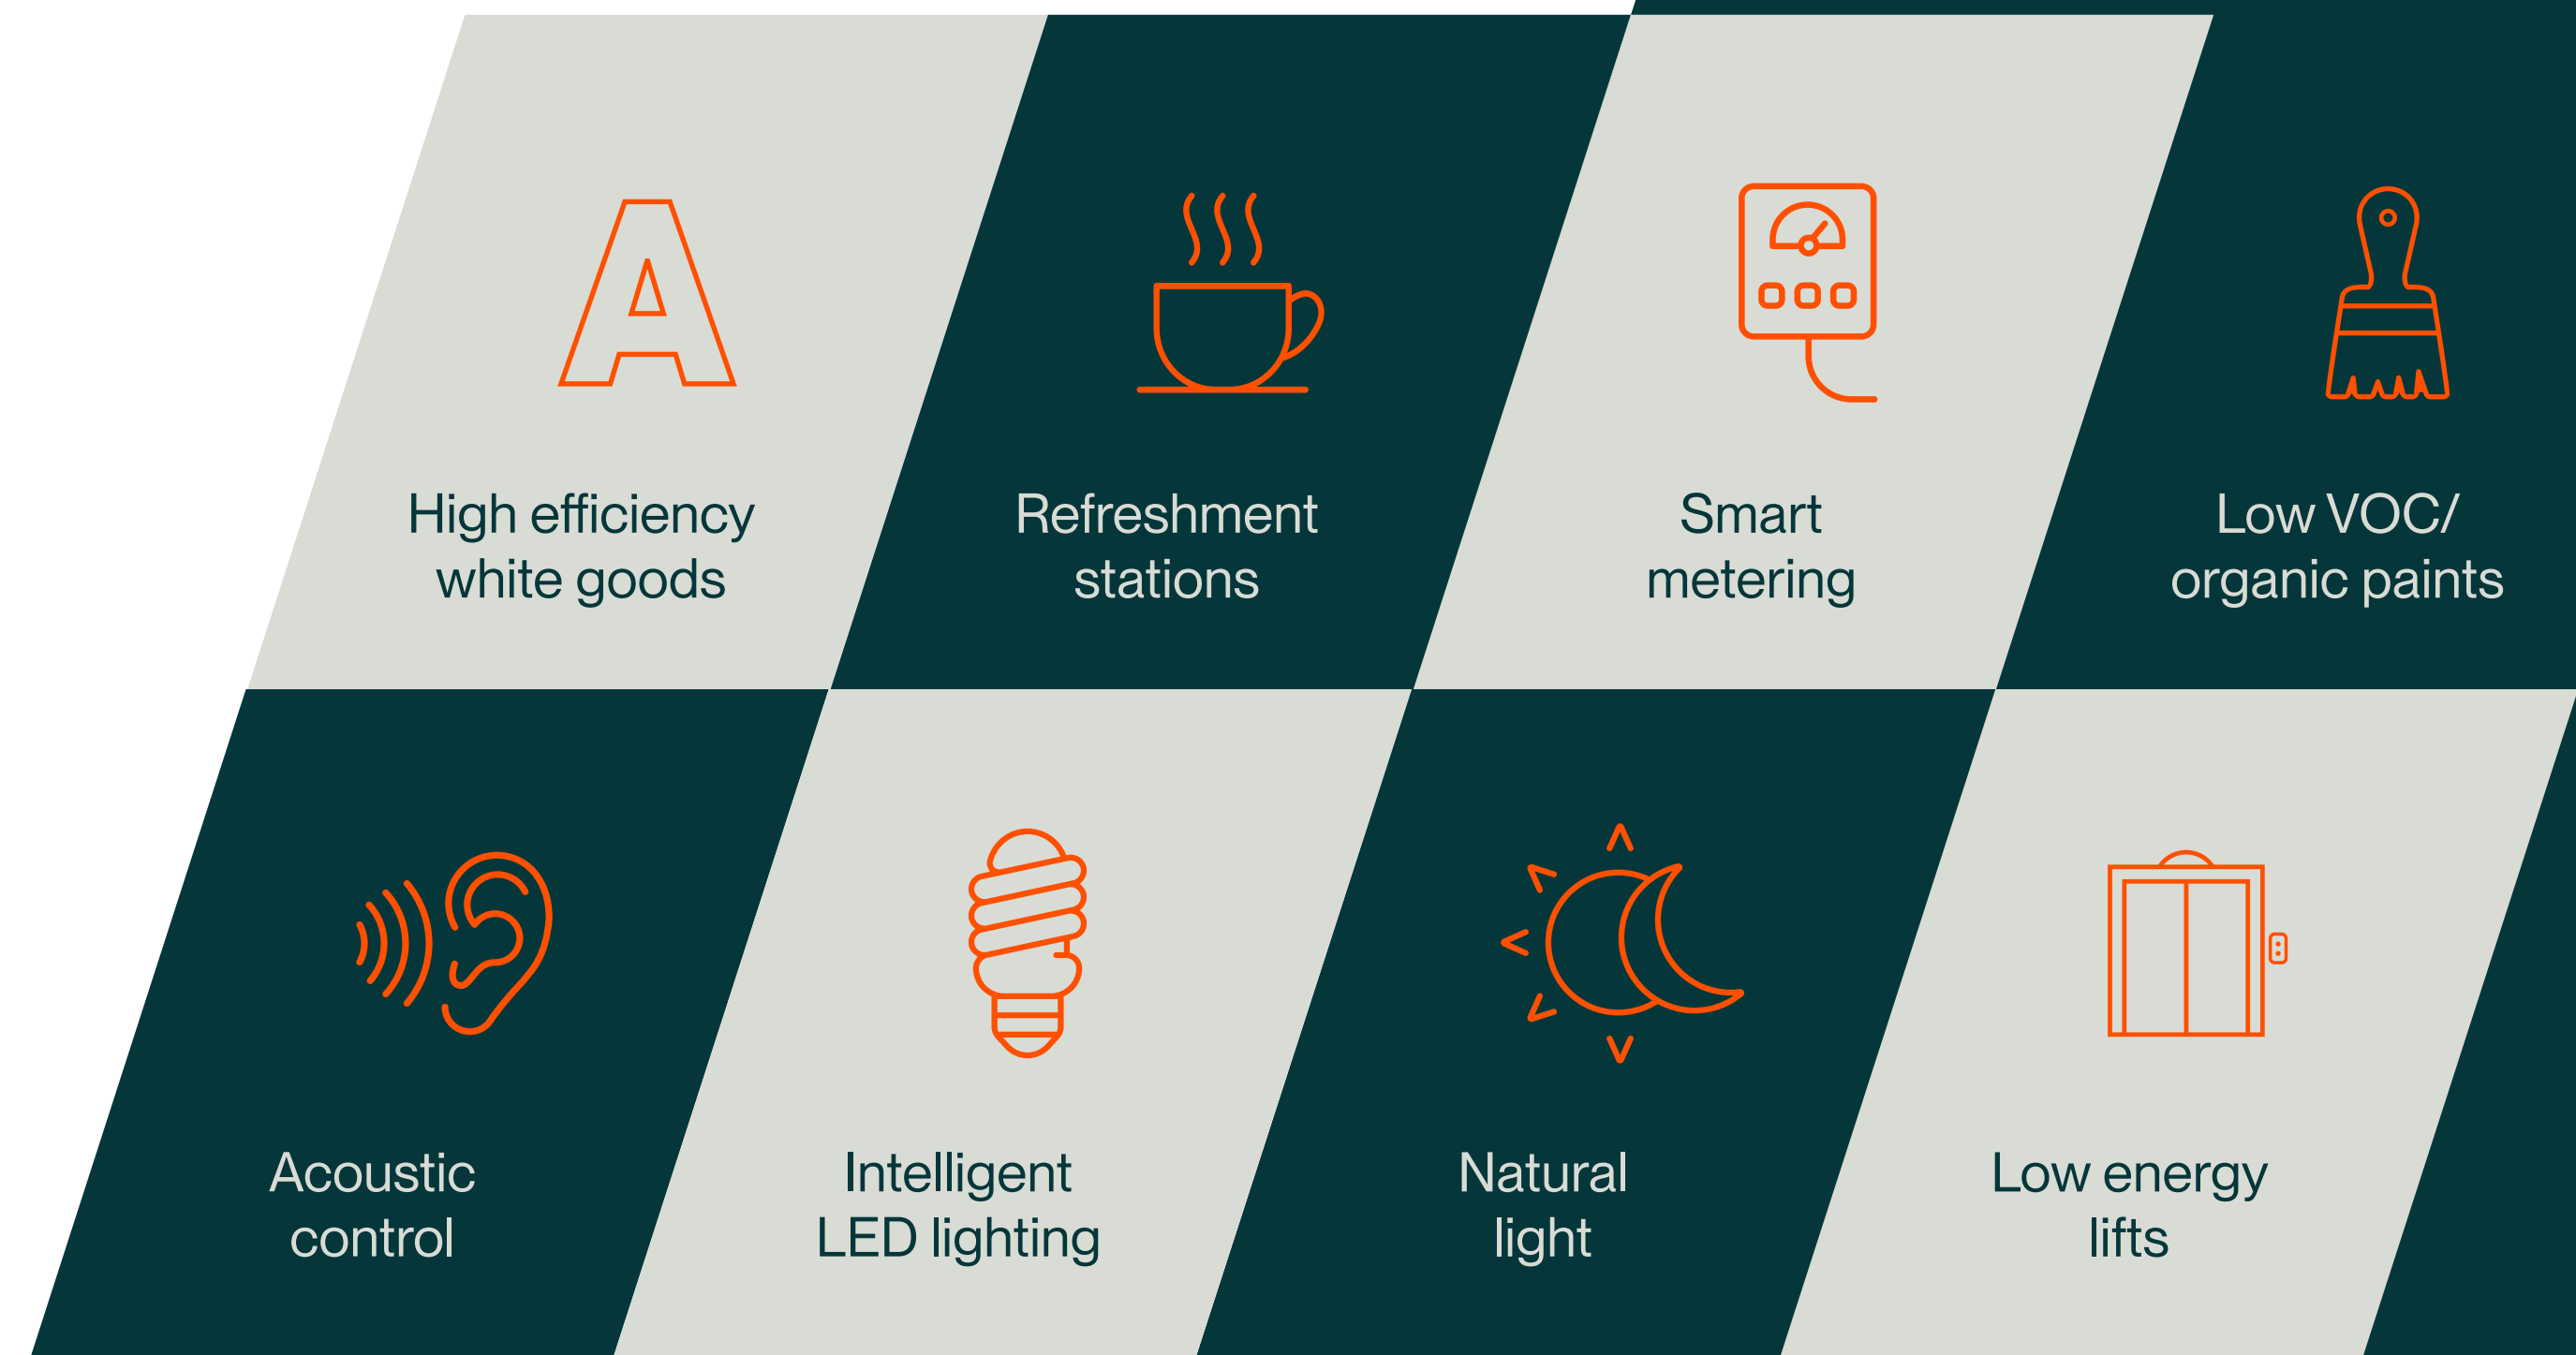 A
High efficiency
white goods
Refreshment
stations
Smart
metering
Low VOC/
organic paints
Acoustic
control
Intelligent
LED lighting
Natural
light
Low energy
lifts